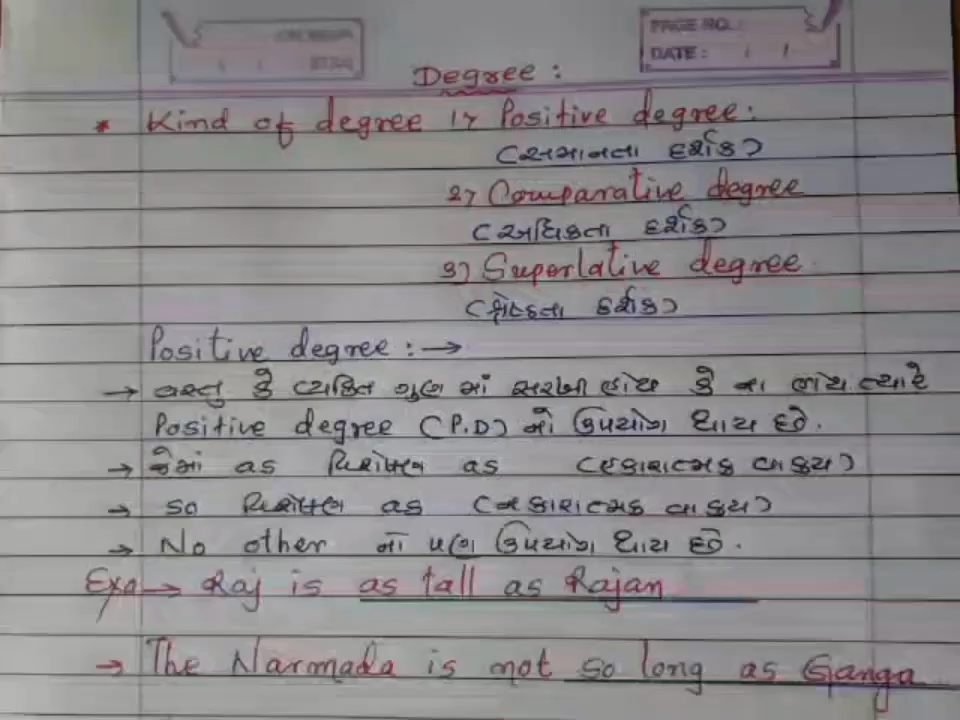 PAGE NO.:
DATE: / /
Degree:
* Kind of degree 1) Positive degree:
(સમાનતા દર્શક)
2) Comparative degree
(અધિકતા દર્શક)
3) Superlative degree
(શ્રેષ્ઠતા દર્શક)
Positive degree :→
→ વસ્તુ કે વ્યક્તિ ગુણ માં સરખા હોય કે ના હોય ત્યારે
Positive degree (P.D) નો ઉપયોગ થાય છે.
→ જેમાં as વિશેષણ as (હકારાત્મક વાક્ય)
→ so વિશેષણ as (નકારાત્મક વાક્ય)
→ No other નો પણ ઉપયોગ થાય છે.
Exa → Raj is as tall as Rajan
→ The Narmada is not so long as Ganga